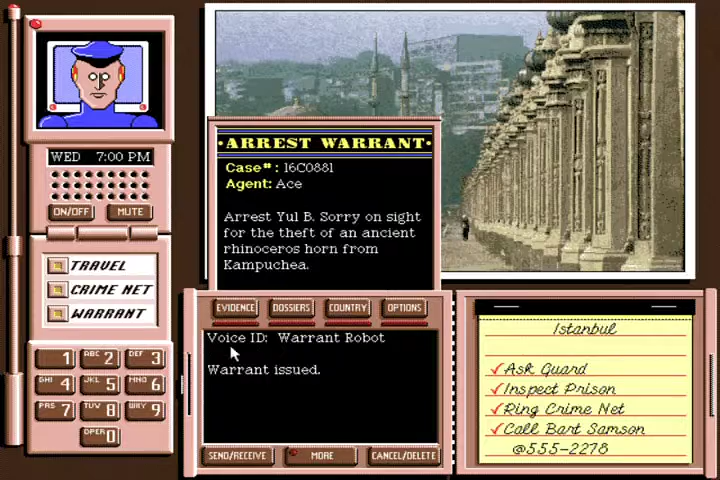 WED 7:00 PM
ON/OFF MUTE
TRAVEL
CRIME NET
WARRANT
1 ABC 2 DEF 3
GHI 4 JKL 5 MNO 6
PRS 7 TUV 8 WXY 9
OPER 0
•ARREST WARRANT•
Case# : 16C0881
Agent: Ace
Arrest Yul B. Sorry on sight
for the theft of an ancient
rhinoceros horn from
Kampuchea.
EVIDENCE DOSSIERS COUNTRY OPTIONS
Voice ID: Warrant Robot
Warrant issued.
SEND/RECEIVE MORE CANCEL/DELETE
Istanbul
✓Ask Guard
✓Inspect Prison
✓Ring Crime Net
✓Call Bart Samson
@555-2278